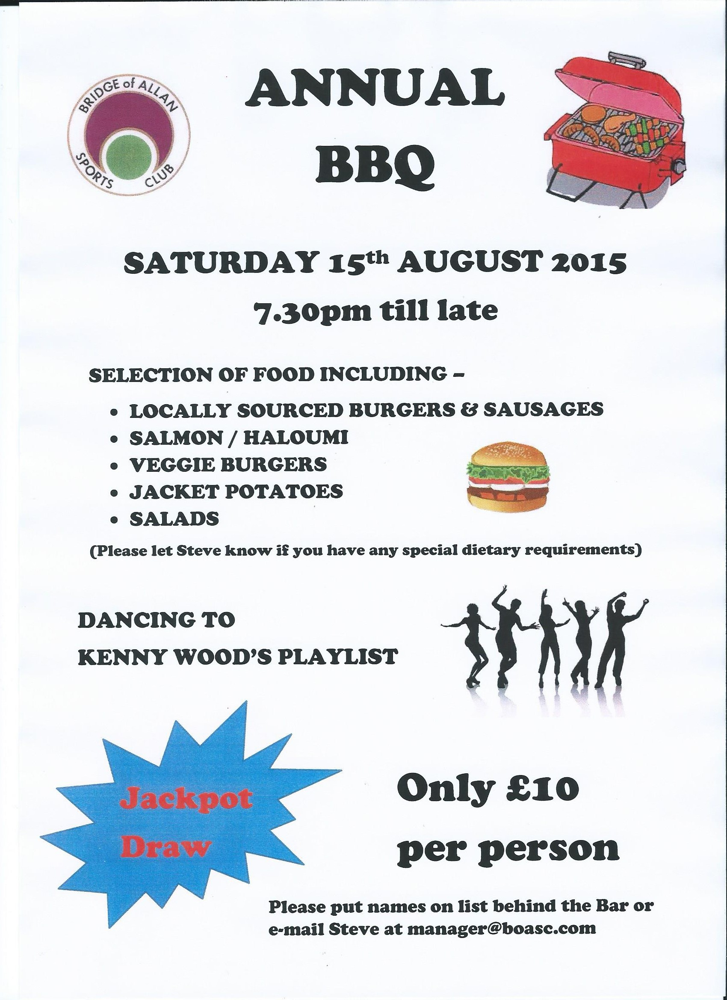 BRIDGE of ALLAN
SPORTS CLUB
ANNUAL
BBQ
SATURDAY 15th AUGUST 2015
7.30pm till late
SELECTION OF FOOD INCLUDING –
• LOCALLY SOURCED BURGERS & SAUSAGES
• SALMON / HALOUMI
• VEGGIE BURGERS
• JACKET POTATOES
• SALADS
(Please let Steve know if you have any special dietary requirements)
DANCING TO
KENNY WOOD'S PLAYLIST
Jackpot
Draw
Only £10
per person
Please put names on list behind the Bar or
e-mail Steve at manager@boasc.com